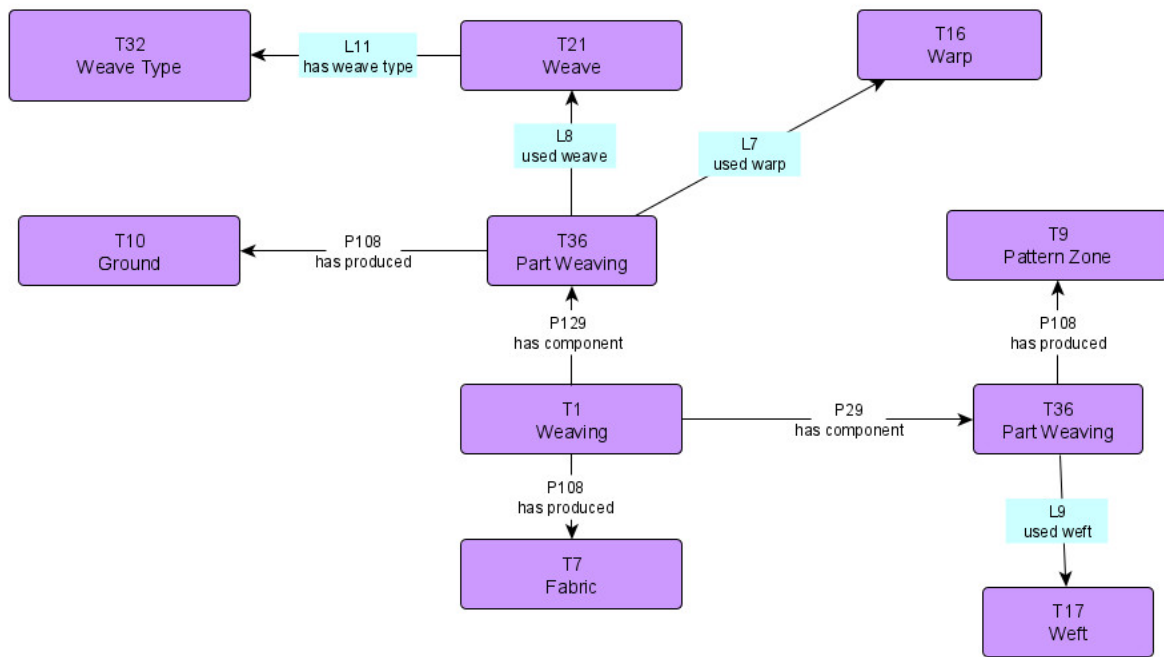 T32
Weave Type
L11
has weave type
T21
Weave
T16
Warp
L8
used weave
L7
used warp
T10
Ground
P108
has produced
T36
Part Weaving
T9
Pattern Zone
P129
has component
P108
has produced
T1
Weaving
P29
has component
T36
Part Weaving
P108
has produced
L9
used weft
T7
Fabric
T17
Weft